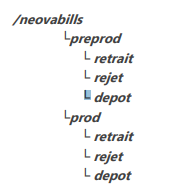 /neovabills
└preprod
└ retrait
└ rejet
└ depot
└prod
└ retrait
└ rejet
└ depot